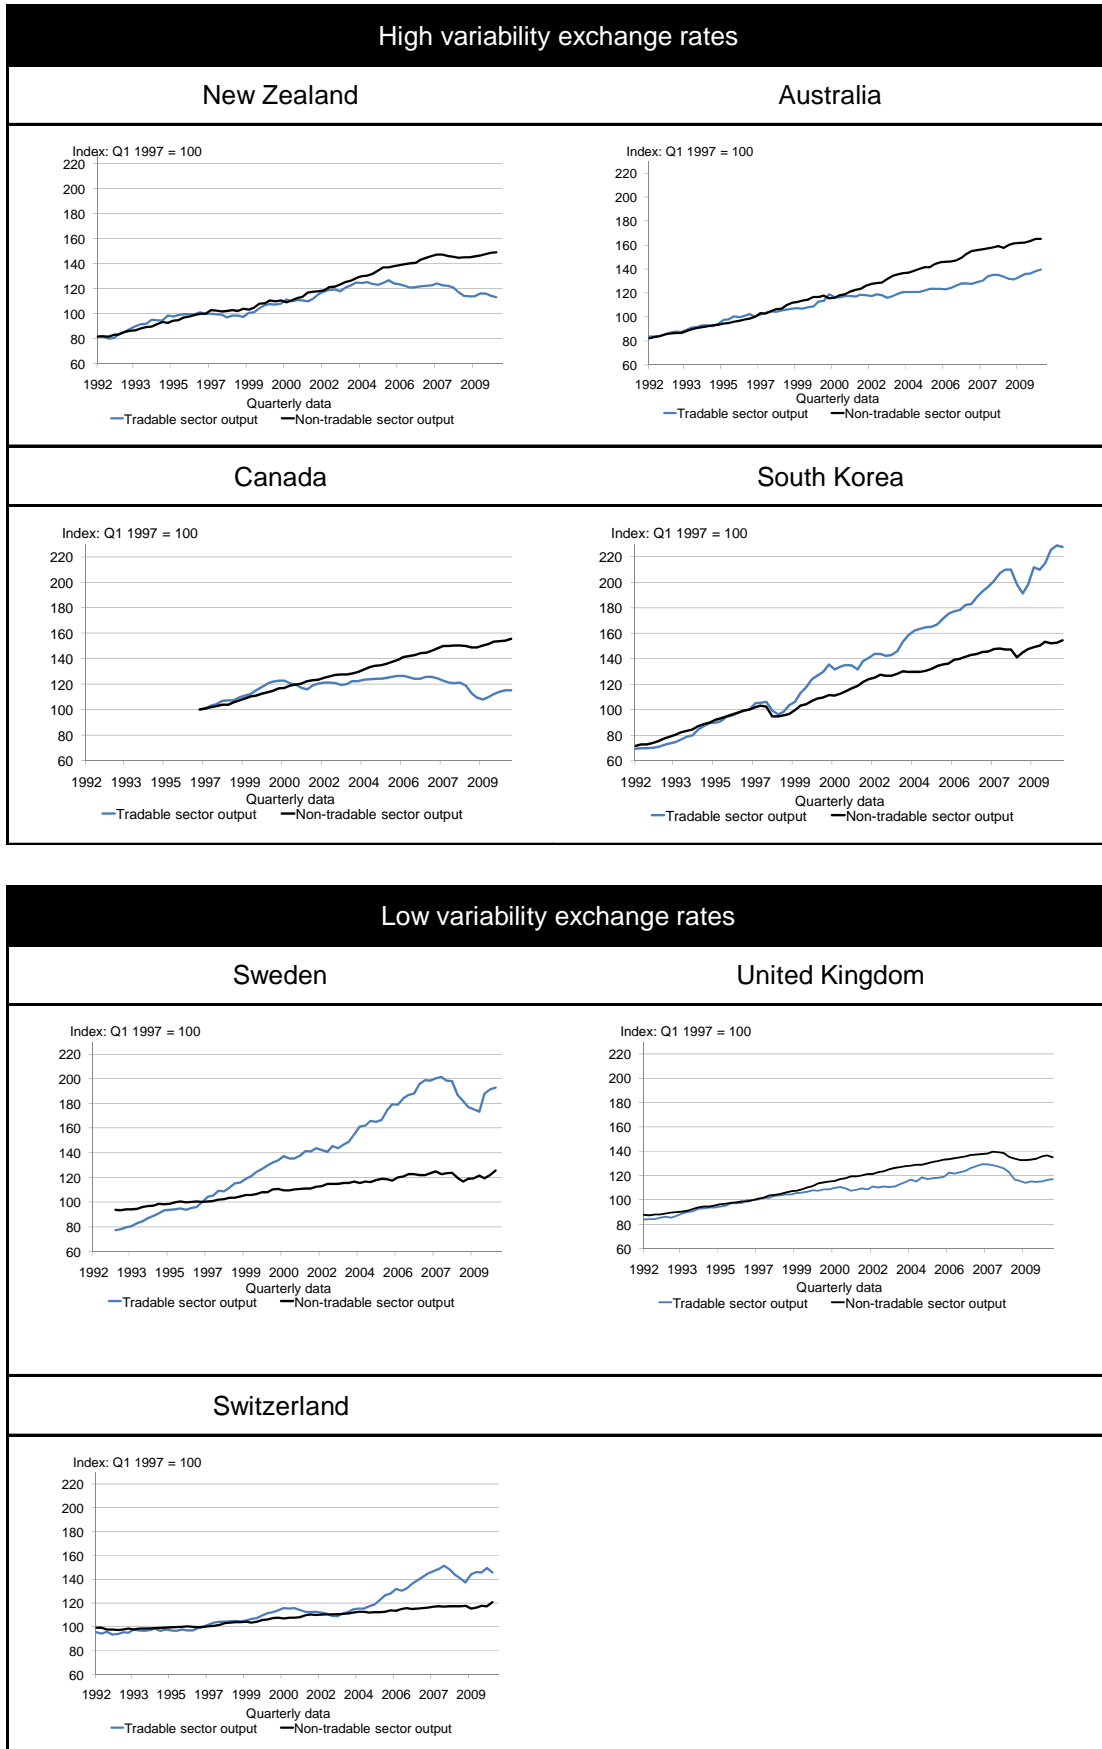 High variability exchange rates
New Zealand
Australia
Index: Q1 1997 = 100
220
200
180
160
140
120
100
80
60
1992 1993 1995 1997 1999 2000 2002 2004 2006 2007 2009
Quarterly data
Tradable sector output Non-tradable sector output
Index: Q1 1997 = 100
220
200
180
160
140
120
100
80
60
1992 1993 1995 1997 1999 2000 2002 2004 2006 2007 2009
Quarterly data
Tradable sector output Non-tradable sector output
Canada
South Korea
Index: Q1 1997 = 100
220
200
180
160
140
120
100
80
60
1992 1993 1995 1997 1999 2000 2002 2004 2006 2007 2009
Quarterly data
Tradable sector output Non-tradable sector output
Index: Q1 1997 = 100
220
200
180
160
140
120
100
80
60
1992 1993 1995 1997 1999 2000 2002 2004 2006 2007 2009
Quarterly data
Tradable sector output Non-tradable sector output
Low variability exchange rates
Sweden
United Kingdom
Index: Q1 1997 = 100
220
200
180
160
140
120
100
80
60
1992 1993 1995 1997 1999 2000 2002 2004 2006 2007 2009
Quarterly data
Tradable sector output Non-tradable sector output
Index: Q1 1997 = 100
220
200
180
160
140
120
100
80
60
1992 1993 1995 1997 1999 2000 2002 2004 2006 2007 2009
Quarterly data
Tradable sector output Non-tradable sector output
Switzerland
Index: Q1 1997 = 100
220
200
180
160
140
120
100
80
60
1992 1993 1995 1997 1999 2000 2002 2004 2006 2007 2009
Quarterly data
Tradable sector output Non-tradable sector output